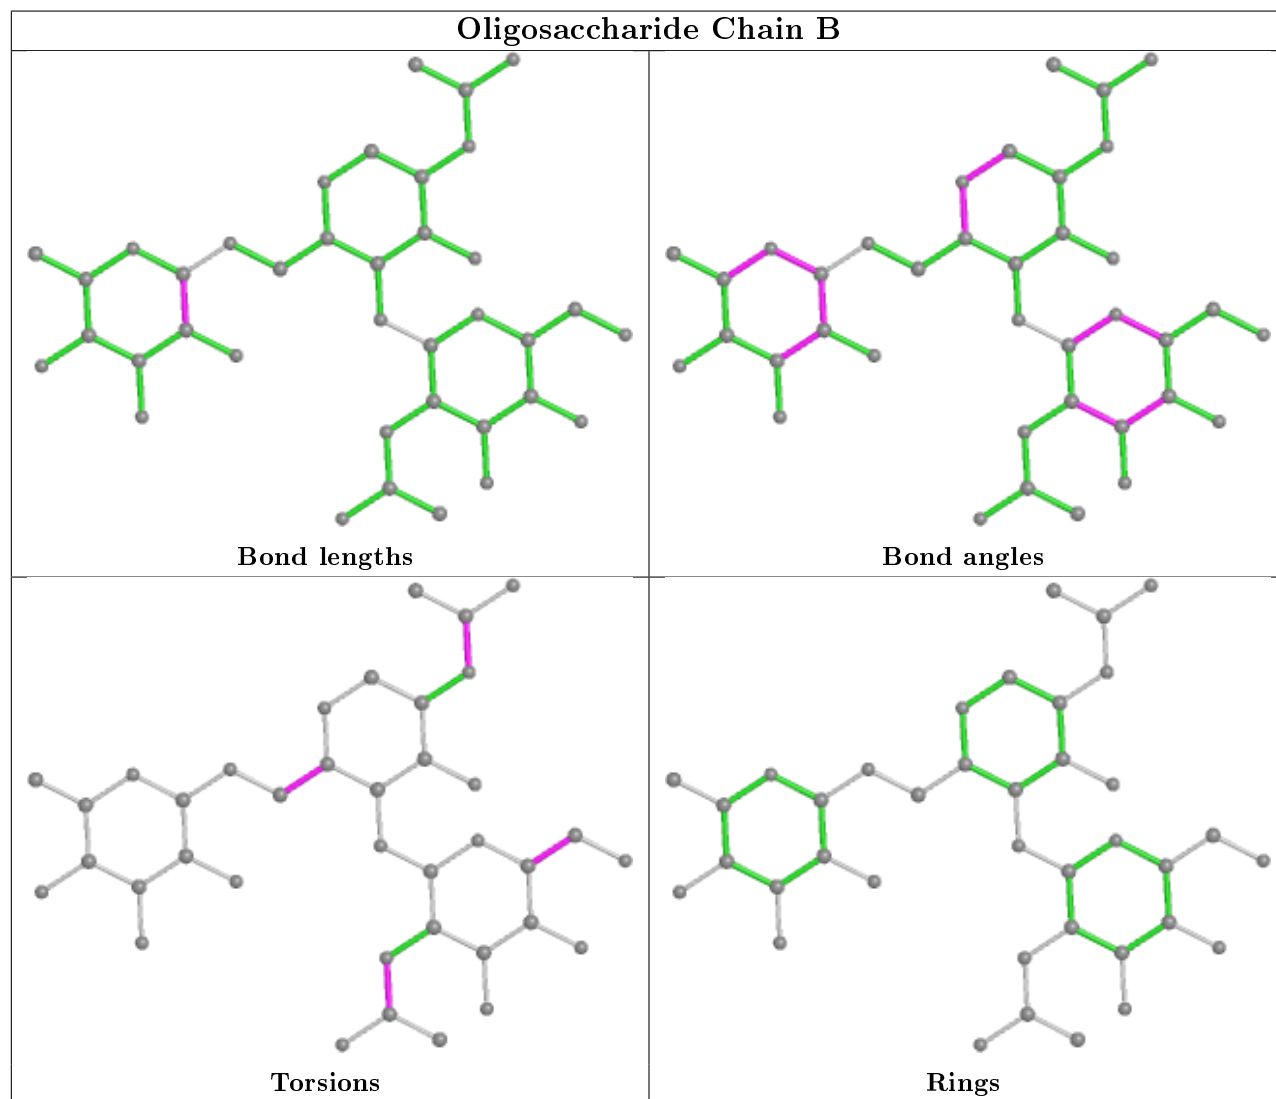 Oligosaccharide Chain B
Bond lengths
Bond angles
Torsions
Rings